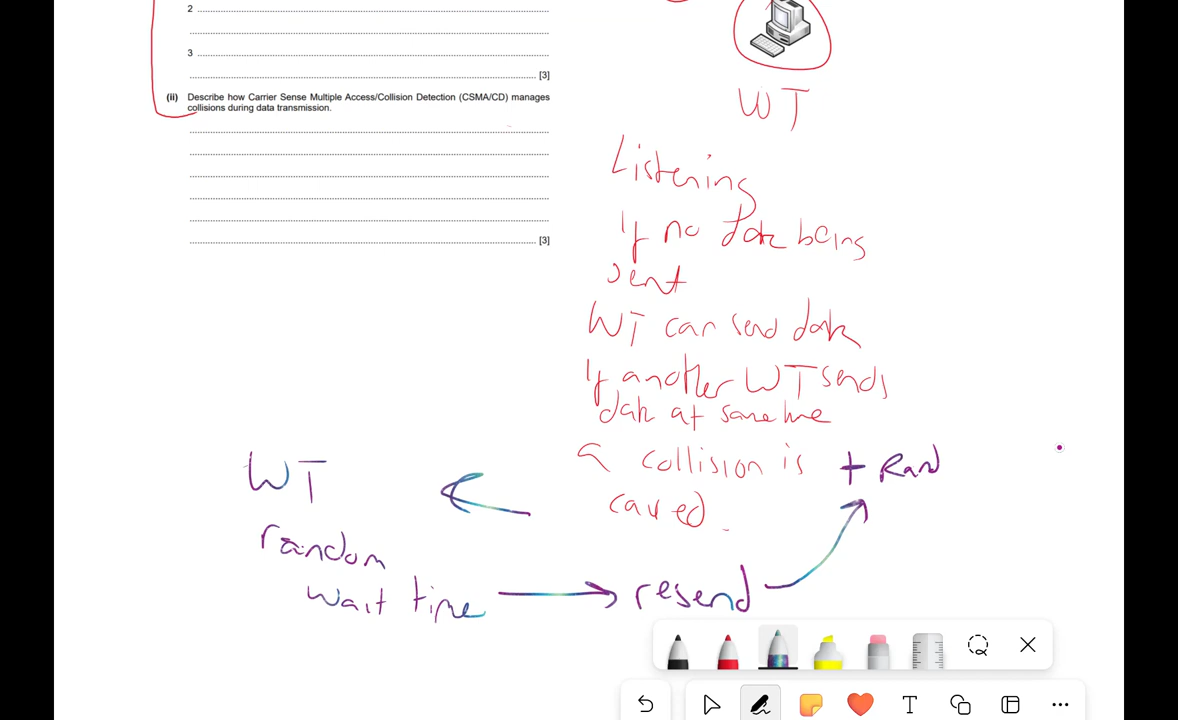 2
3
[3]
(ii) Describe how Carrier Sense Multiple Access/Collision Detection (CSMA/CD) manages
collisions during data transmission.
[3]
WT
Listening
If no data being
sent
WT can send data
If another WT sends
data at same time
a collision is
caused.
+ Ran
WT
random
wait time
resend
T